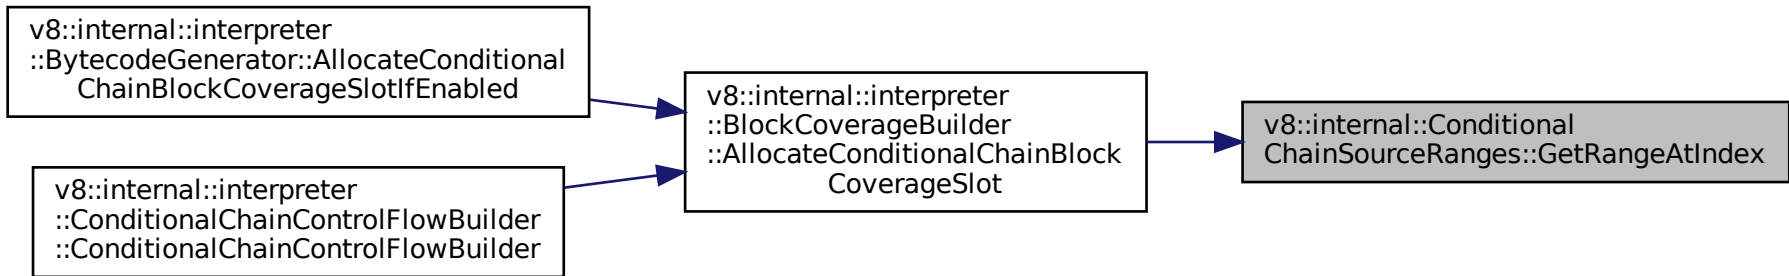 v8::internal::interpreter
::BytecodeGenerator::AllocateConditional
ChainBlockCoverageSlotIfEnabled
v8::internal::interpreter
::ConditionalChainControlFlowBuilder
::ConditionalChainControlFlowBuilder
v8::internal::interpreter
::BlockCoverageBuilder
::AllocateConditionalChainBlock
CoverageSlot
v8::internal::Conditional
ChainSourceRanges::GetRangeAtIndex